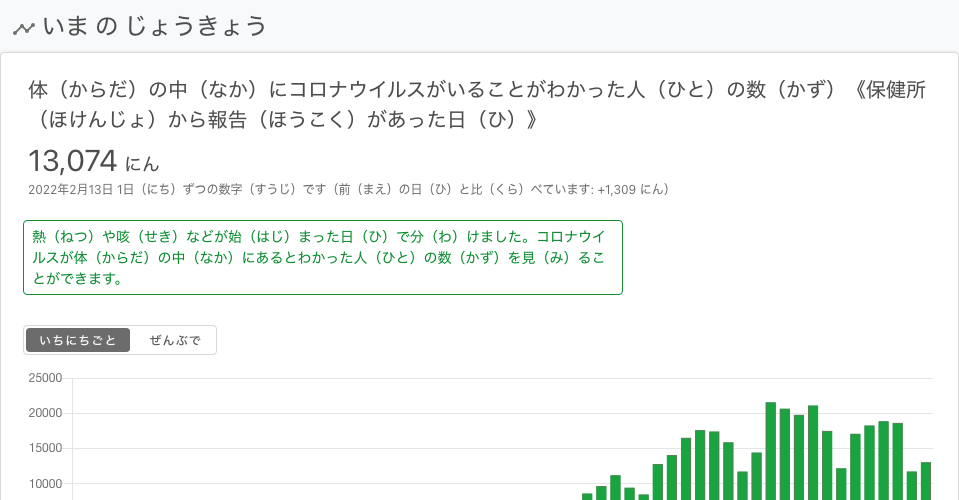 いま の じょうきょう
体（からだ）の中（なか）にコロナウイルスがいることがわかった人（ひと）の数（かず）《保健所
（ほけんじょ）から報告（ほうこく）があった日（ひ）》
13,074 にん
2022年2月13日 1日（にち）ずつの数字（すうじ）です（前（まえ）の日（ひ）と比（くら）べています: +1,309 にん）
熱（ねつ）や咳（せき）などが始（はじ）まった日（ひ）で分（わ）けました。コロナウイ
ルスが体（からだ）の中（なか）にあるとわかった人（ひと）の数（かず）を見（み）るこ
とができます。
いちにちごと ぜんぶで
25000
20000
15000
10000